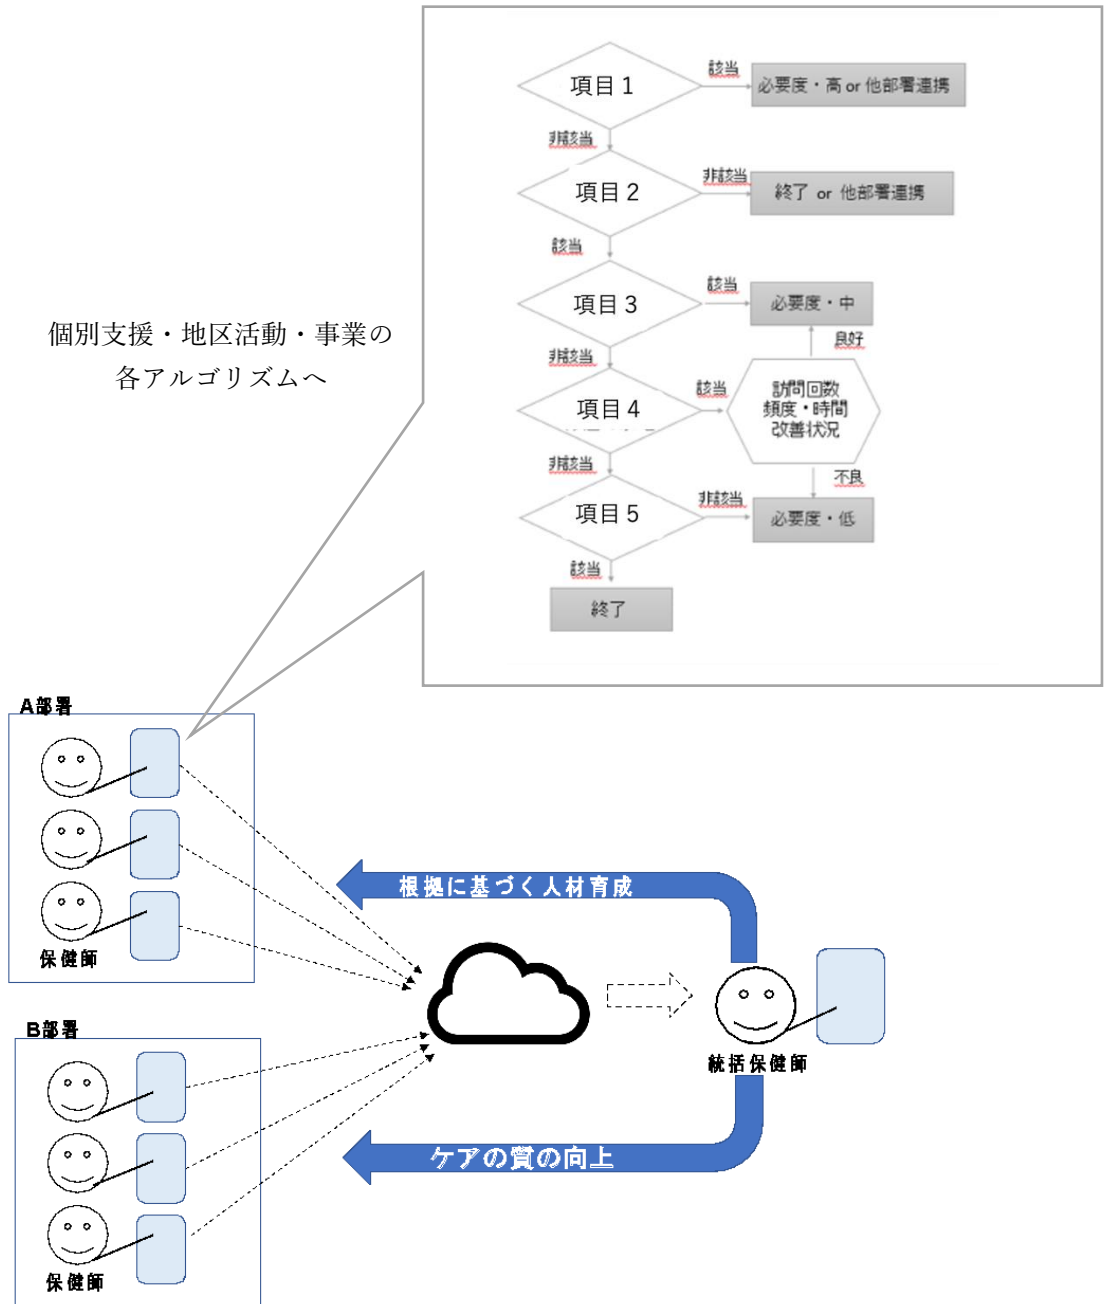 項目1
該当
必要度・高 or 他部署連携
非該当
項目2
非該当
終了 or 他部署連携
該当
項目3
該当
必要度・中
良好
非該当
項目4
該当
訪問回数
頻度・時間
改善状況
非該当
不良
項目5
非該当
必要度・低
該当
終了
個別支援・地区活動・事業の
各アルゴリズムへ
A部署
保健師
根拠に基づく人材育成
統括保健師
B部署
保健師
ケアの質の向上